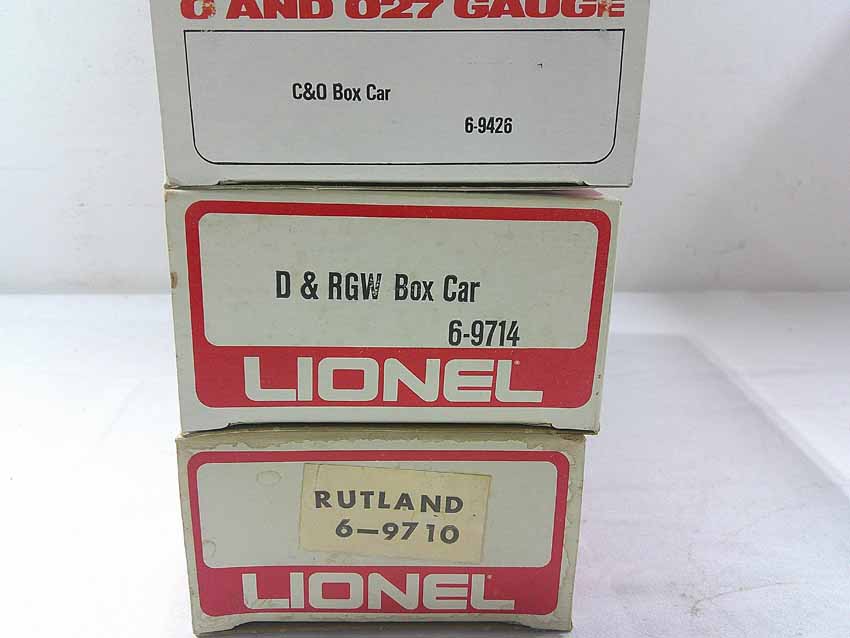 O AND 027 GAUGE
C&O Box Car
6-9426
D & RGW Box Car
6-9714
LIONEL
RUTLAND
6-9710
LIONEL